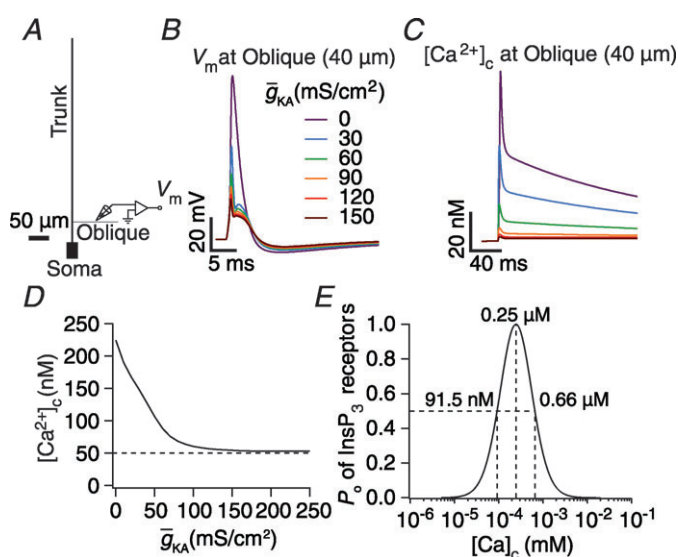 A
Trunk
V_m
50 µm
Oblique
Soma
B
V_m at Oblique (40 µm)
g̅_KA(mS/cm²)
0
30
60
90
120
150
20 mV
5 ms
C
[Ca²⁺]_c at Oblique (40 µm)
20 nM
40 ms
D
[Ca²⁺]_c (nM)
250
200
150
100
50
0
0 50 100 150 200 250
g̅_KA(mS/cm²)
E
P_o of InsP₃ receptors
0.25 µM
1.0
0.8
91.5 nM
0.66 µM
0.6
0.4
0.2
0.0
10⁻⁶ 10⁻⁵ 10⁻⁴ 10⁻³ 10⁻² 10⁻¹
[Ca]_c (mM)